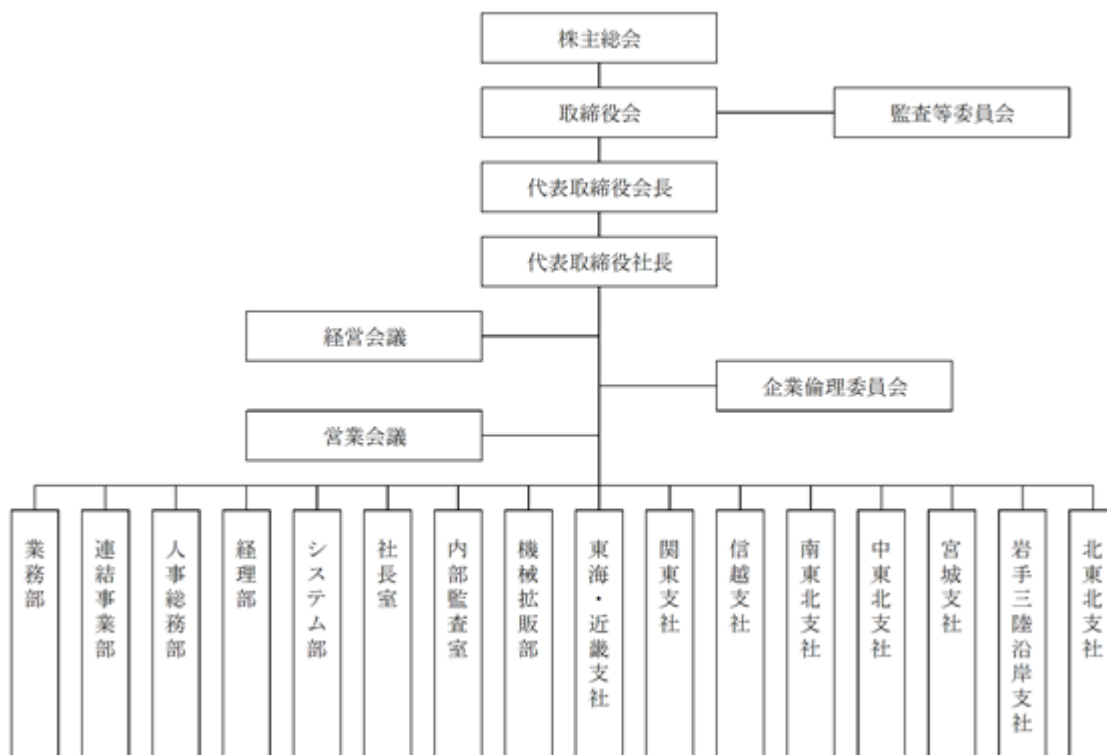 株主総会
取締役会
監査等委員会
代表取締役会長
代表取締役社長
経営会議
企業倫理委員会
営業会議
業務部
連結事業部
人事総務部
経理部
システム部
社長室
内部監査室
機械拡販部
東海・近畿支社
関東支社
信越支社
南東北支社
中東北支社
宮城支社
岩手三陸沿岸支社
北東北支社